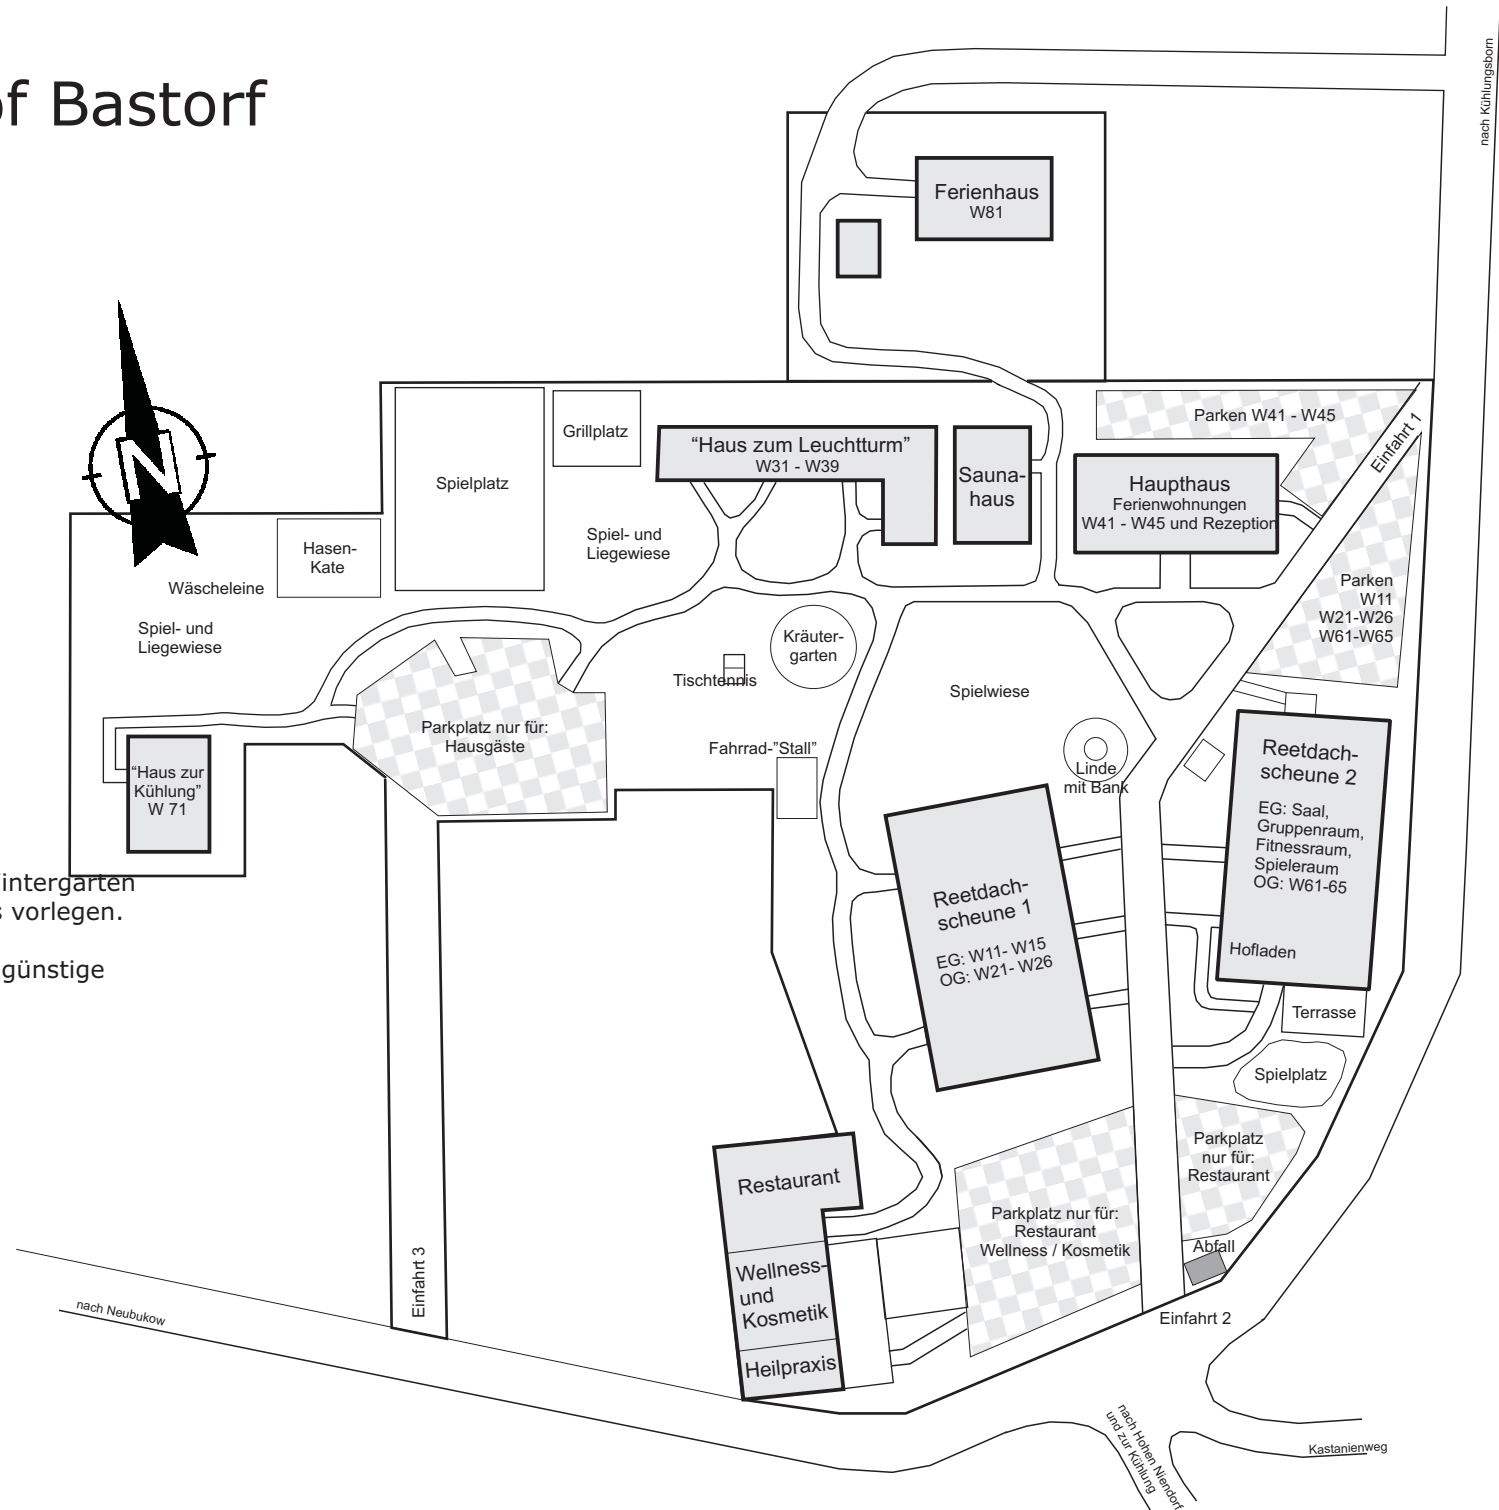 of Bastorf
nach Kühlungsborn
Ferienhaus
W81
Parken W41 - W45
Einfahrt 1
Grillplatz
“Haus zum Leuchtturm”
W31 - W39
Sauna-
haus
Haupthaus
Ferienwohnungen
W41 - W45 und Rezeption
Spielplatz
Spiel- und
Liegewiese
N
Hasen-
Kate
Wäscheleine
Spiel- und
Liegewiese
Parken
W11
W21-W26
W61-W65
Kräuter-
garten
Tischtennis
Spielwiese
Parkplatz nur für:
Hausgäste
Fahrrad-”Stall”
Linde
mit Bank
“Haus zur
Kühlung”
W 71
Reetdach-
scheune 2
EG: Saal,
Gruppenraum,
Fitnessraum,
Spieleraum
OG: W61-65
Hofladen
Terrasse
Spielplatz
intergarten
s vorlegen.
günstige
Reetdach-
scheune 1
EG: W11- W15
OG: W21- W26
Parkplatz
nur für:
Restaurant
Restaurant
Wellness-
und
Kosmetik
Heilpraxis
Parkplatz nur für:
Restaurant
Wellness / Kosmetik
Abfall
Einfahrt 2
Einfahrt 3
nach Neubukow
nach Hohen Niendorf
und zur Kühlung
Kastanienweg